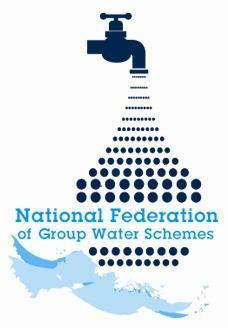 National Federation
of Group Water Schemes